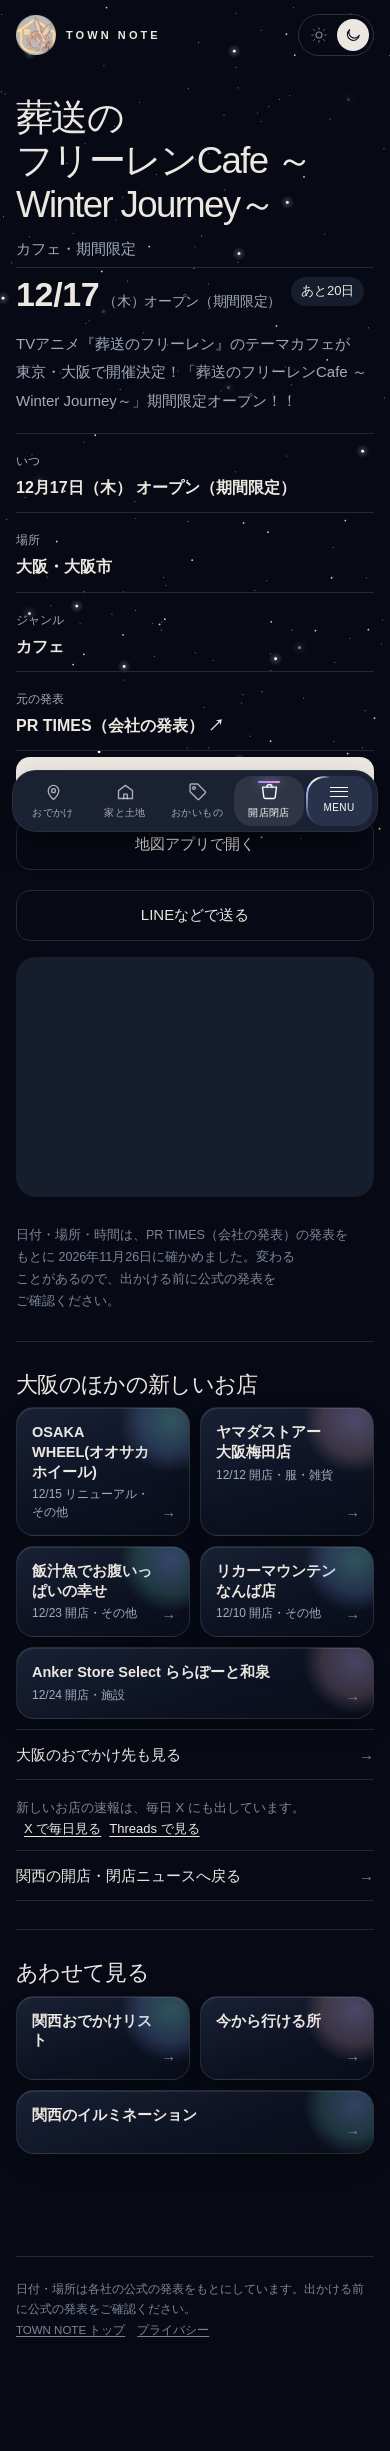 TOWN NOTE
葬送の
フリーレンCafe ～
Winter Journey～
カフェ・期間限定
12/17（木）オープン（期間限定） あと20日
TVアニメ『葬送のフリーレン』のテーマカフェが
東京・大阪で開催決定！「葬送のフリーレンCafe ～
Winter Journey～」期間限定オープン！！
いつ
12月17日（木） オープン（期間限定）
場所
大阪・大阪市
ジャンル
カフェ
元の発表
PR TIMES（会社の発表） ↗
おでかけ 家と土地 おかいもの 開店閉店 MENU
地図アプリで開く
LINEなどで送る
日付・場所・時間は、PR TIMES（会社の発表）の発表を
もとに 2026年11月26日に確かめました。変わる
ことがあるので、出かける前に公式の発表を
ご確認ください。
大阪のほかの新しいお店
OSAKA
WHEEL(オオサカ
ホイール)
12/15 リニューアル・
その他 →
ヤマダストアー
大阪梅田店
12/12 開店・服・雑貨
→
飯汁魚でお腹いっ
ぱいの幸せ
12/23 開店・その他 →
リカーマウンテン
なんば店
12/10 開店・その他 →
Anker Store Select ららぽーと和泉
12/24 開店・施設 →
大阪のおでかけ先も見る →
新しいお店の速報は、毎日 X にも出しています。
X で毎日見る Threads で見る
関西の開店・閉店ニュースへ戻る →
あわせて見る
関西おでかけリス
ト →
今から行ける所
→
関西のイルミネーション
→
日付・場所は各社の公式の発表をもとにしています。出かける前
に公式の発表をご確認ください。
TOWN NOTE トップ プライバシー